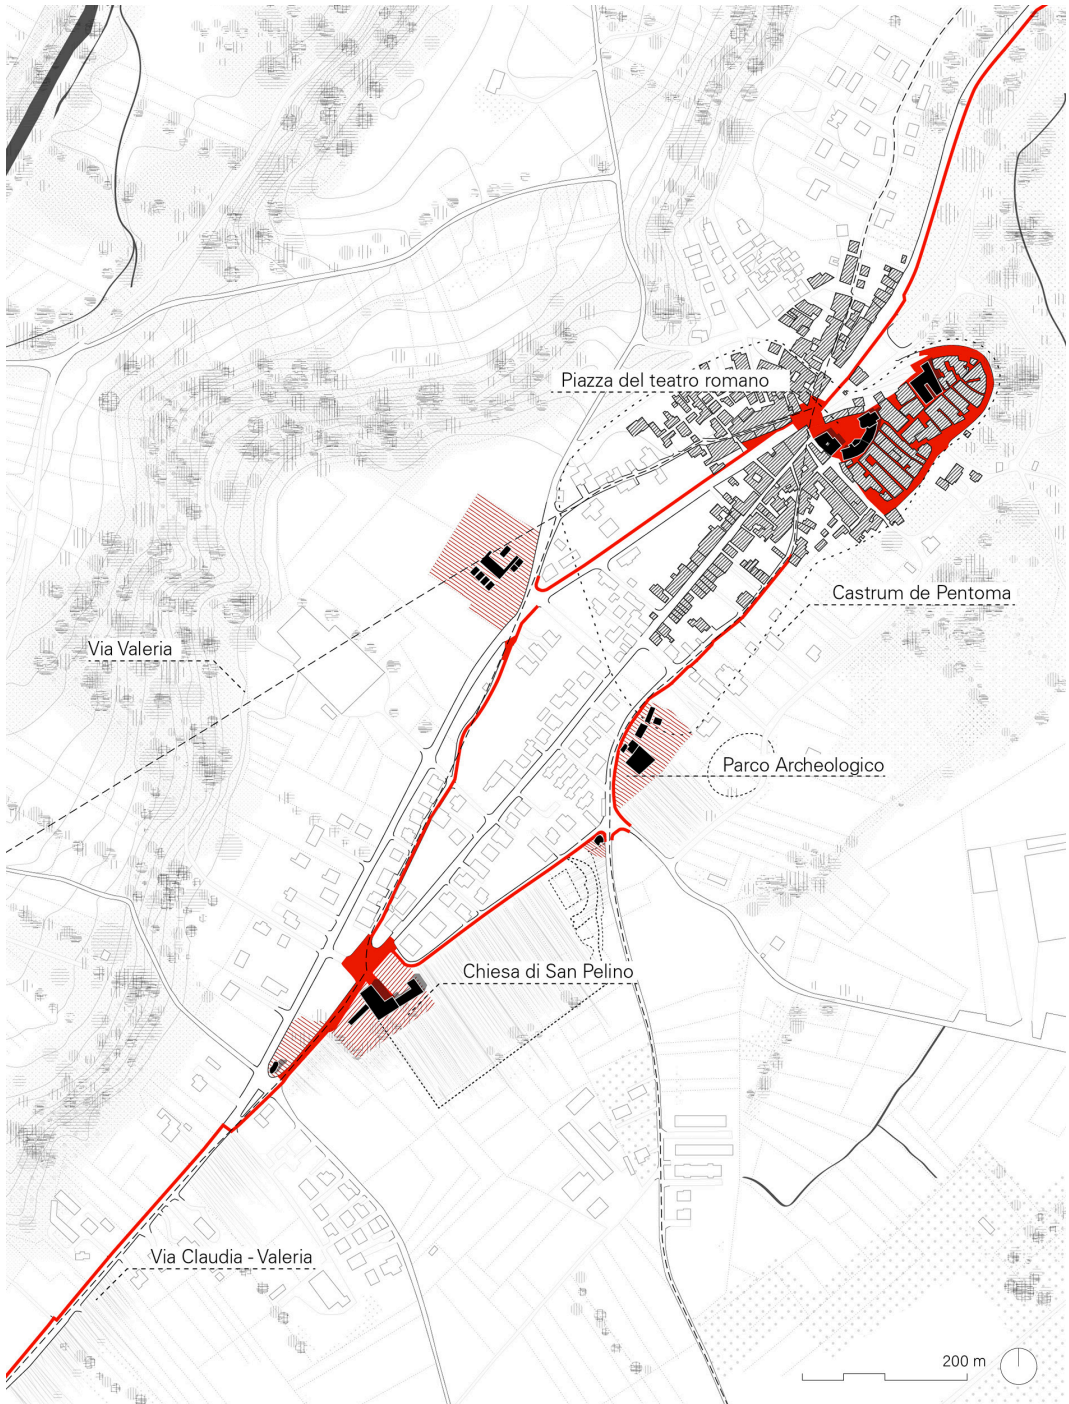 Piazza del teatro romano
Castrum de Pentoma
Via Valeria
Parco Archeologico
Chiesa di San Pelino
Via Claudia - Valeria
200 m